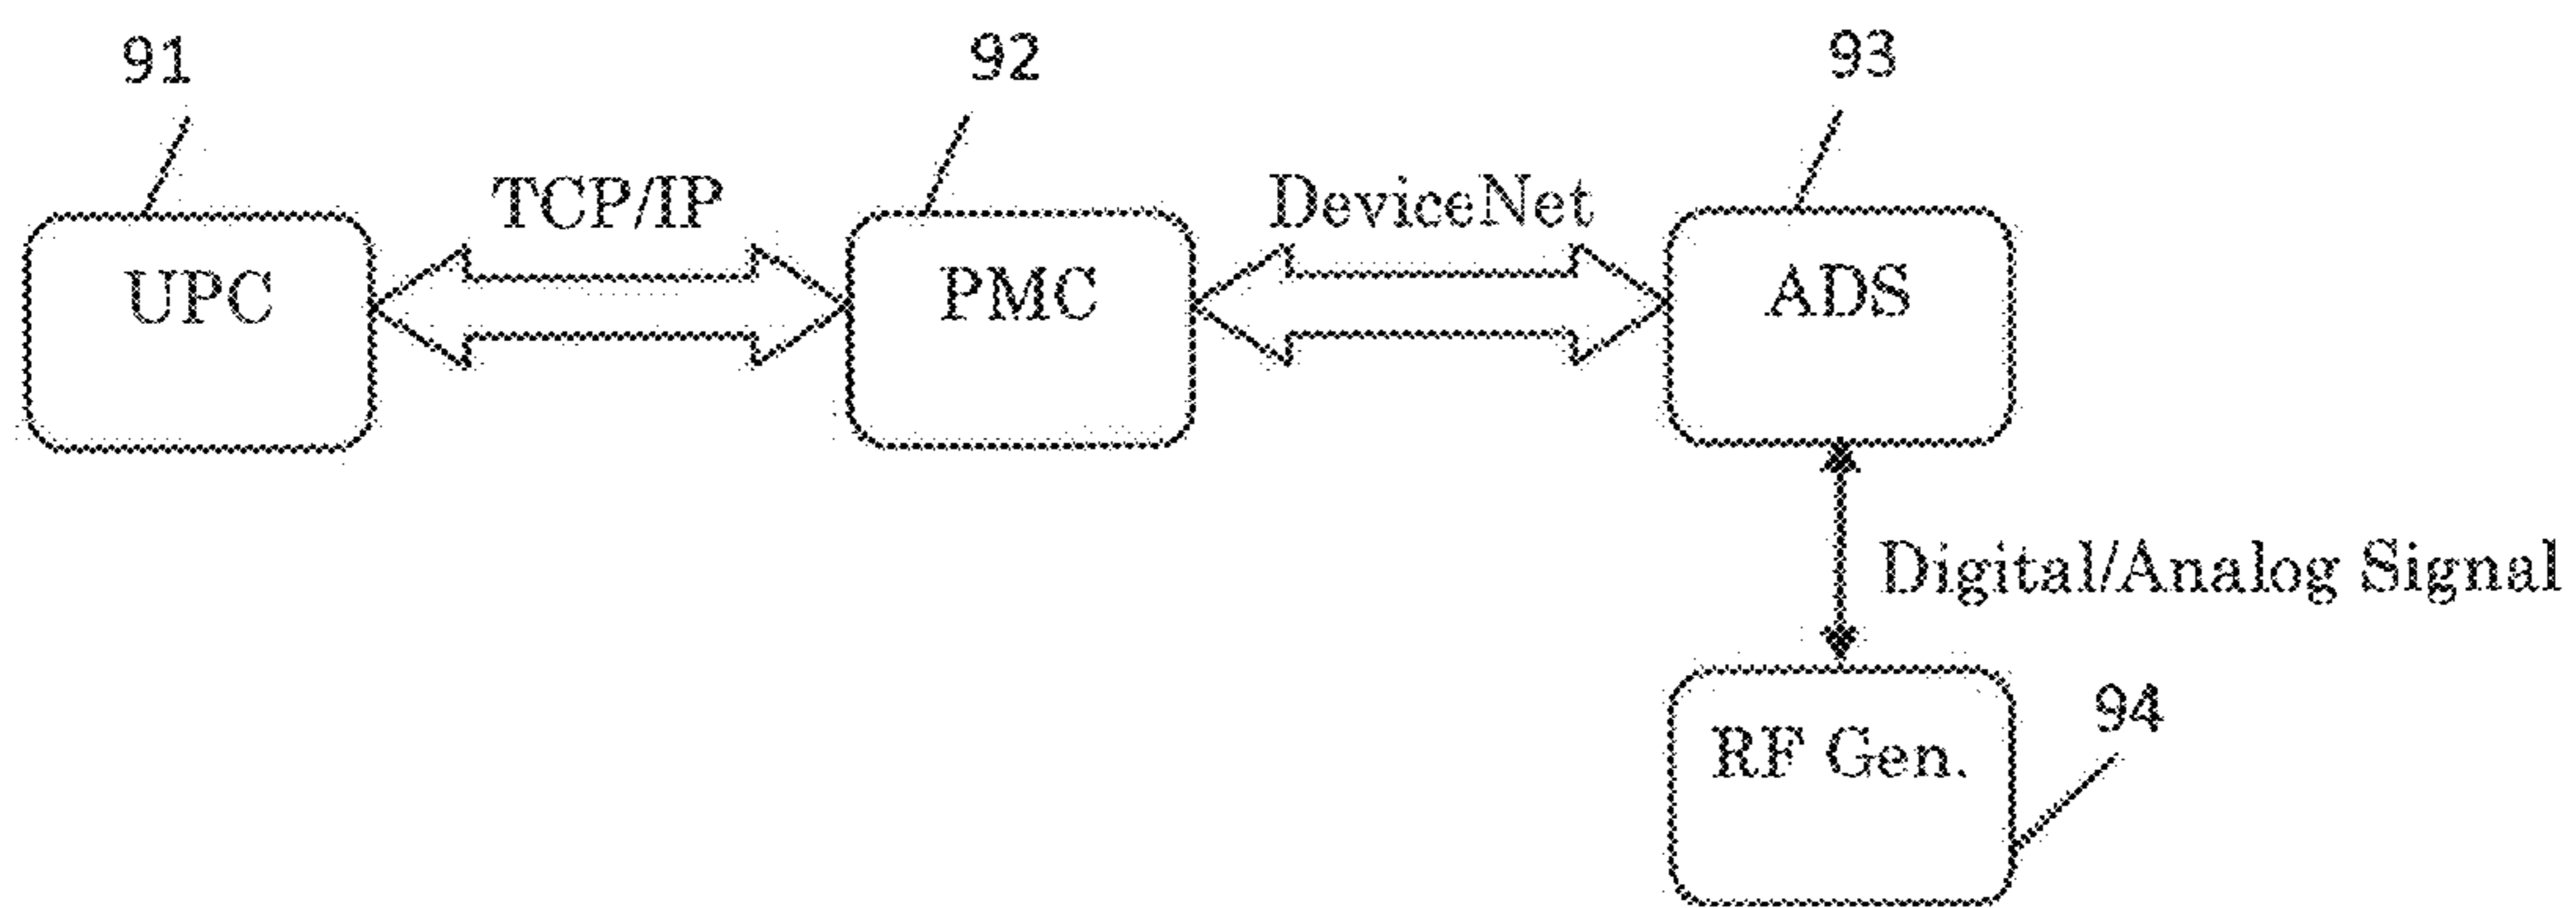 91
92
93
TCP/IP
DeviceNet
UPC
PMC
ADS
Digital/Analog Signal
94
RF Gen.